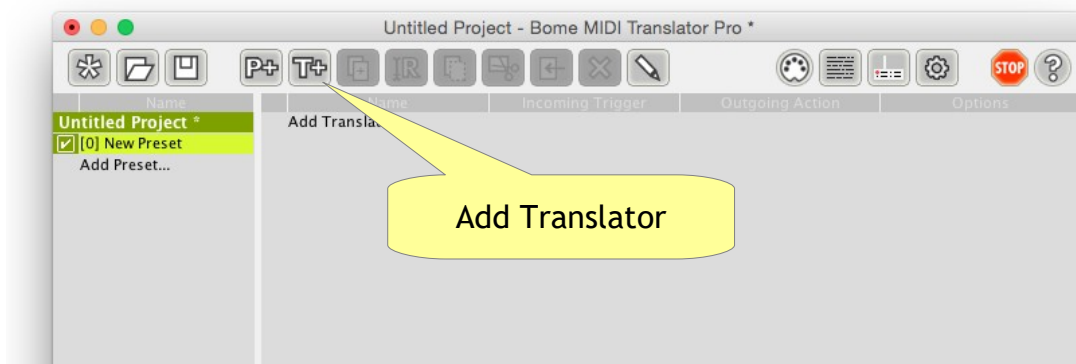 Untitled Project - Bome MIDI Translator Pro *
P+ T+ IR STOP ?
Name Name Incoming Trigger Outgoing Action Options
Untitled Project * Add Transla
[0] New Preset
Add Preset...
Add Translator